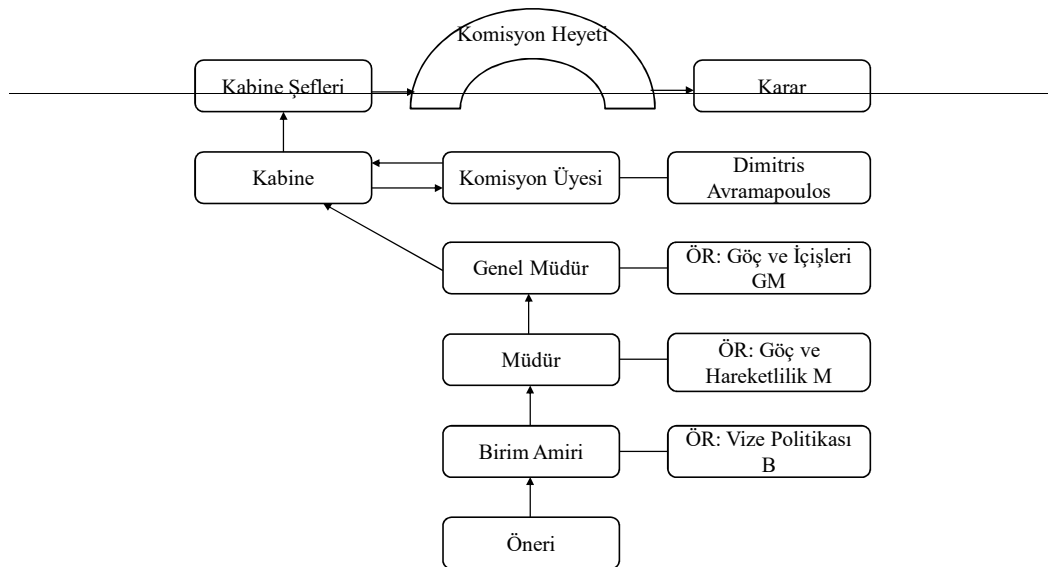 Komisyon Heyeti
Kabine Şefleri
Karar
Kabine
Komisyon Üyesi
Dimitris
Avramapoulos
Genel Müdür
ÖR: Göç ve İçişleri
GM
Müdür
ÖR: Göç ve
Hareketlilik M
Birim Amiri
ÖR: Vize Politikası
B
Öneri